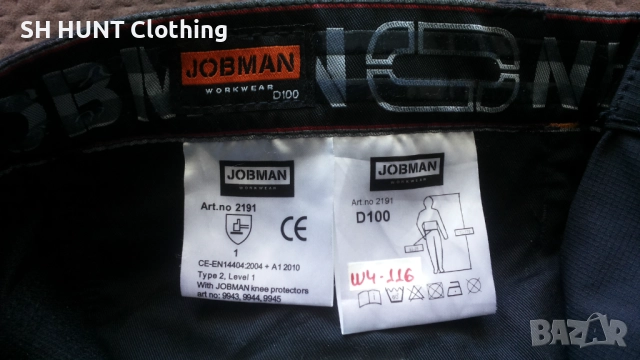 SH HUNT Clothing
JOBMAN
WORKWEAR
D100
JOBMAN
WORKWEAR
Art.no 2191
1
CE
CE-EN14404:2004 + A1 2010
Type 2, Level 1
With JOBMAN knee protectors
art no: 9943, 9944, 9945
JOBMAN
WORKWEAR
Art.no 2191
D100
W4-116
BAZAR